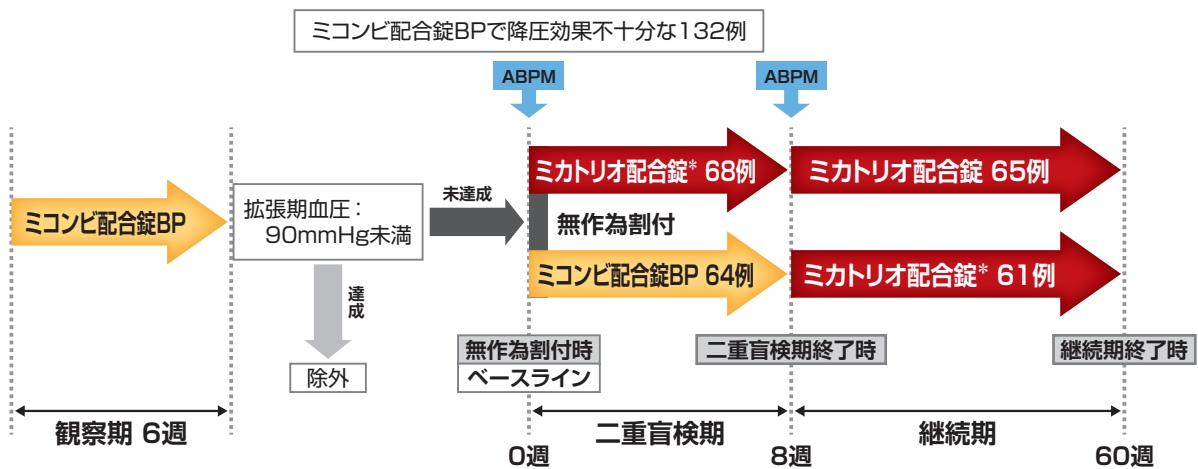 ミコンビ配合錠BPで降圧効果不十分な132例
ABPM
ABPM
ミコンビ配合錠BP
拡張期血圧：
90mmHg未満
未達成
達成
除外
ミカトリオ配合錠* 68例
無作為割付
ミコンビ配合錠BP 64例
ミカトリオ配合錠 65例
ミカトリオ配合錠* 61例
無作為割付時
ベースライン
二重盲検期終了時
継続期終了時
観察期 6週
二重盲検期
継続期
0週
8週
60週